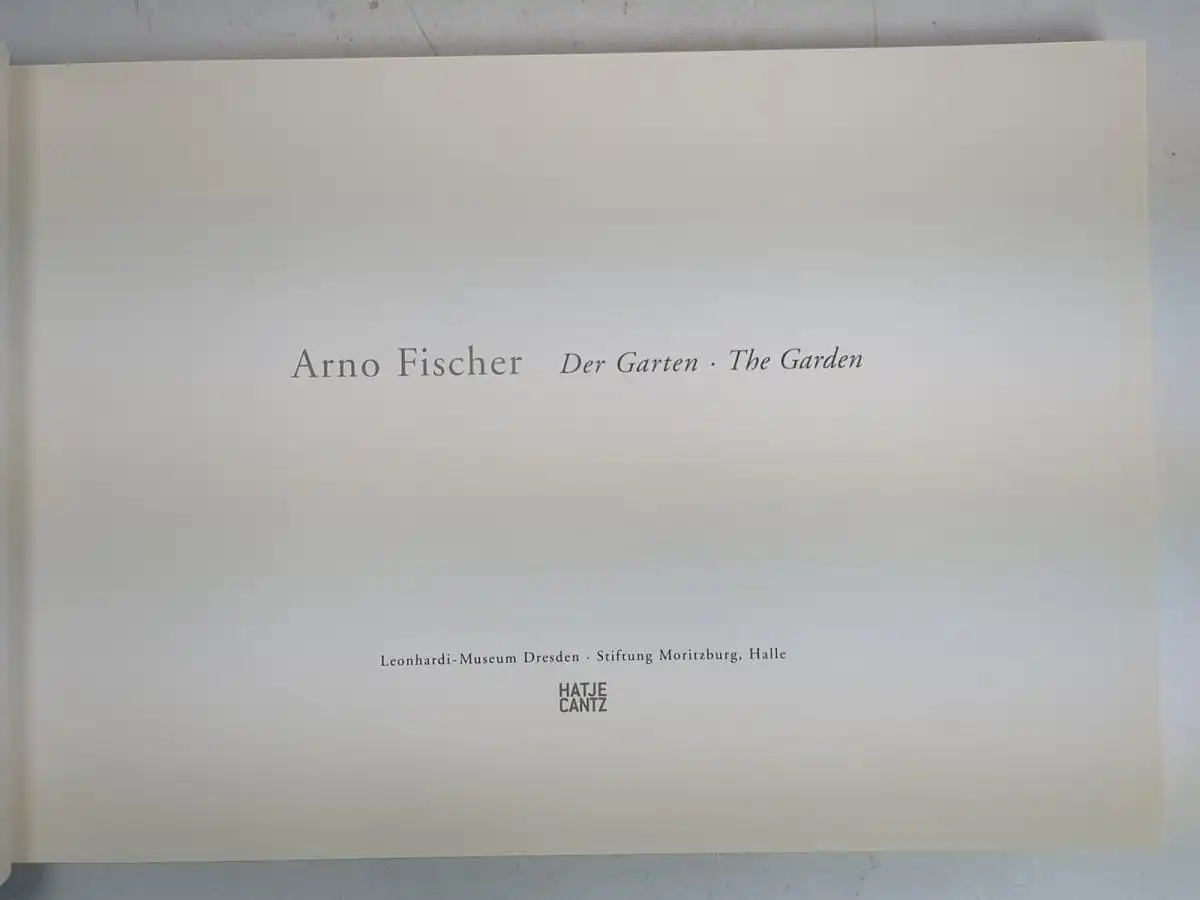 Arno Fischer Der Garten · The Garden
Leonhardi-Museum Dresden · Stiftung Moritzburg, Halle
HATJE
CANTZ